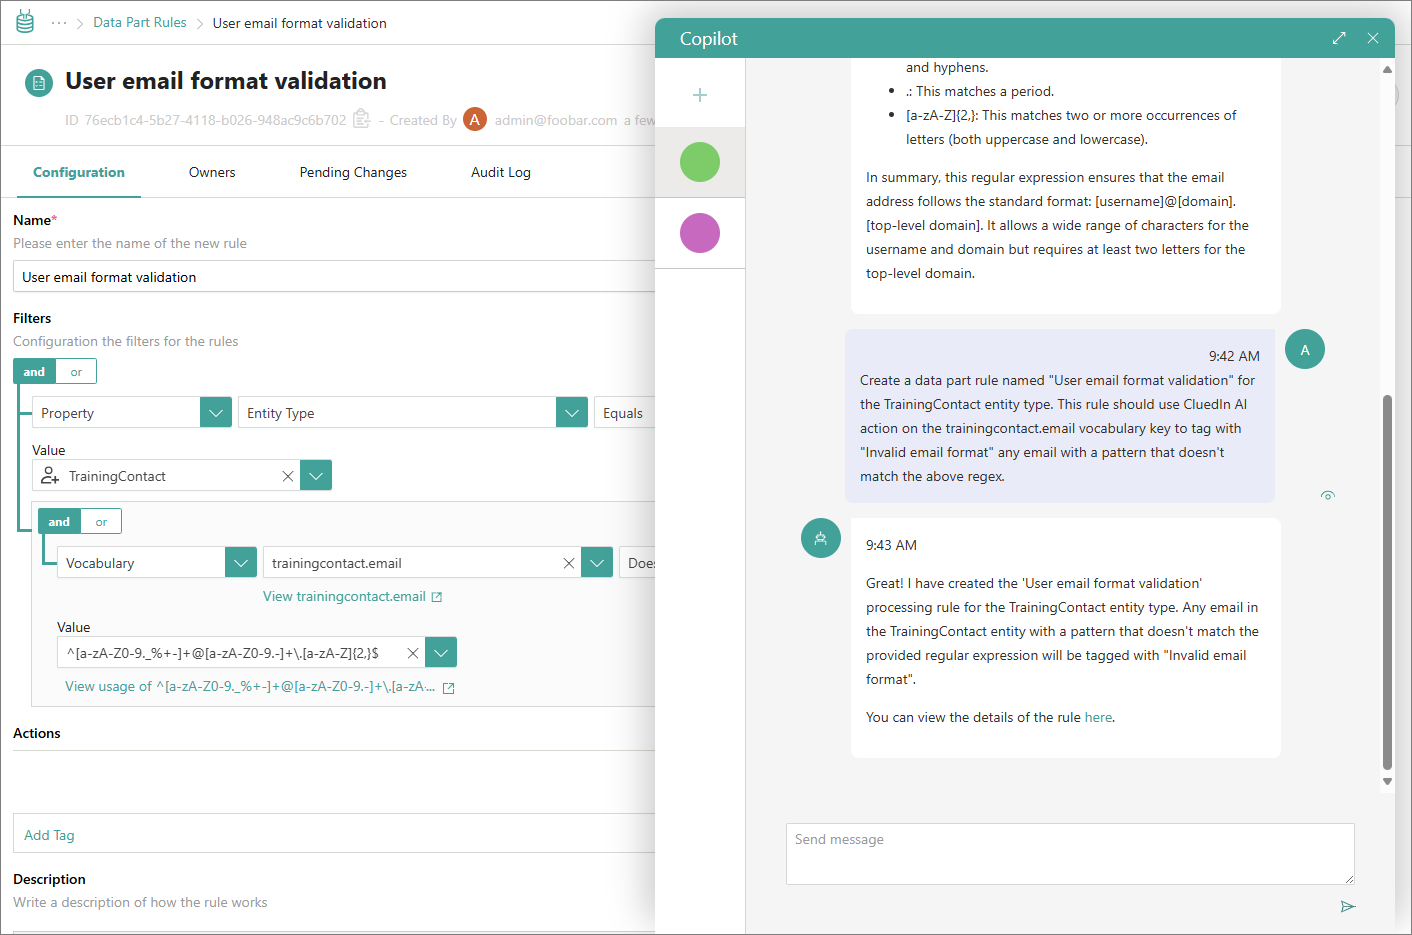 ··· > Data Part Rules > User email format validation
User email format validation
ID 76ecb1c4-5b27-4118-b026-948ac9c6b702 - Created By A admin@foobar.com a few
Configuration Owners Pending Changes Audit Log
Name*
Please enter the name of the new rule
User email format validation
Filters
Configuration the filters for the rules
and or
Property Entity Type Equals
Value
TrainingContact
and or
Vocabulary trainingcontact.email Does
View trainingcontact.email
Value
^[a-zA-Z0-9._%+-]+@[a-zA-Z0-9.-]+\.[a-zA-Z]{2,}$
View usage of ^[a-zA-Z0-9._%+-]+@[a-zA-Z0-9.-]+\.[a-zA-...
Actions
Add Tag
Description
Write a description of how the rule works
Copilot
and hyphens.
• .: This matches a period.
• [a-zA-Z]{2,}: This matches two or more occurrences of
letters (both uppercase and lowercase).
In summary, this regular expression ensures that the email
address follows the standard format: [username]@[domain].
[top-level domain]. It allows a wide range of characters for the
username and domain but requires at least two letters for the
top-level domain.
9:42 AM
A
Create a data part rule named "User email format validation" for
the TrainingContact entity type. This rule should use CluedIn AI
action on the trainingcontact.email vocabulary key to tag with
"Invalid email format" any email with a pattern that doesn't
match the above regex.
9:43 AM
Great! I have created the 'User email format validation'
processing rule for the TrainingContact entity type. Any email in
the TrainingContact entity with a pattern that doesn't match the
provided regular expression will be tagged with "Invalid email
format".
You can view the details of the rule here.
Send message